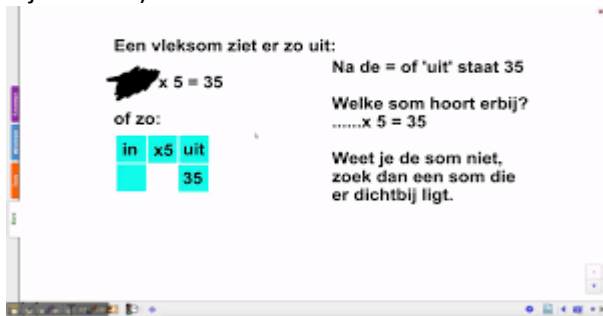 Een vleksom ziet er zo uit:
x 5 = 35
of zo:
in x5 uit
35
Na de = of 'uit' staat 35
Welke som hoort erbij?
......x 5 = 35
Weet je de som niet,
zoek dan een som die
er dichtbij ligt.